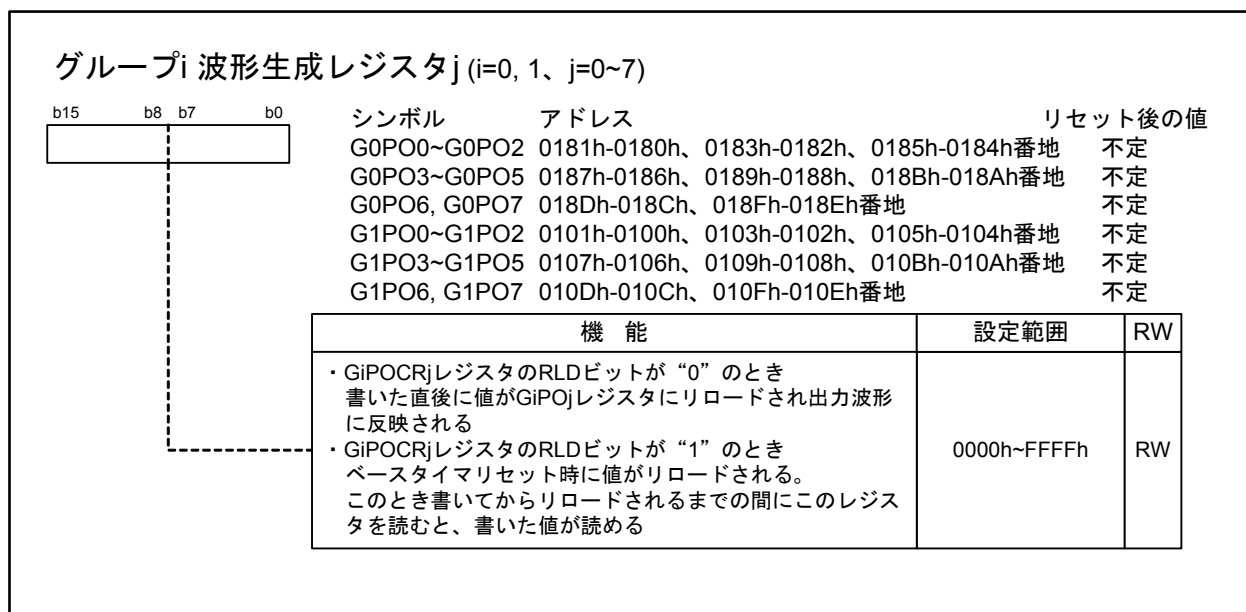 グループi 波形生成レジスタj (i=0, 1、j=0~7)
b15 b8 b7 b0
シンボル アドレス リセット後の値
G0PO0~G0PO2 0181h-0180h、0183h-0182h、0185h-0184h番地 不定
G0PO3~G0PO5 0187h-0186h、0189h-0188h、018Bh-018Ah番地 不定
G0PO6, G0PO7 018Dh-018Ch、018Fh-018Eh番地 不定
G1PO0~G1PO2 0101h-0100h、0103h-0102h、0105h-0104h番地 不定
G1PO3~G1PO5 0107h-0106h、0109h-0108h、010Bh-010Ah番地 不定
G1PO6, G1PO7 010Dh-010Ch、010Fh-010Eh番地 不定
機 能 設定範囲 RW
・GiPOCRjレジスタのRLDビットが“0”のとき
書いた直後に値がGiPOjレジスタにリロードされ出力波形
に反映される
・GiPOCRjレジスタのRLDビットが“1”のとき
ベースタイマリセット時に値がリロードされる。
このとき書いてからリロードされるまでの間にこのレジス
タを読むと、書いた値が読める
0000h~FFFFh RW